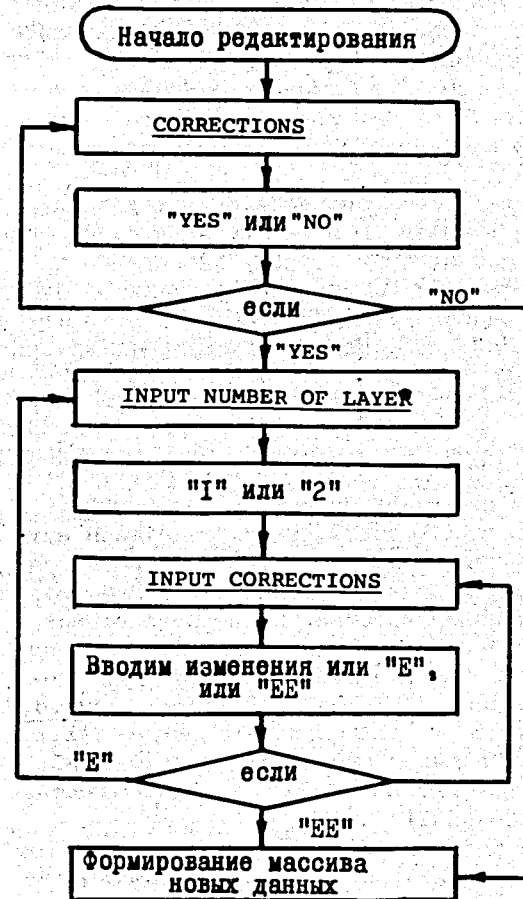 Начало редактирования
CORRECTIONS
"YES" или "NO"
если
"NO"
"YES"
INPUT NUMBER OF LAYER
"I" или "2"
INPUT CORRECTIONS
Вводим изменения или "E",
или "EE"
"E"
если
"EE"
Формирование массива
новых данных